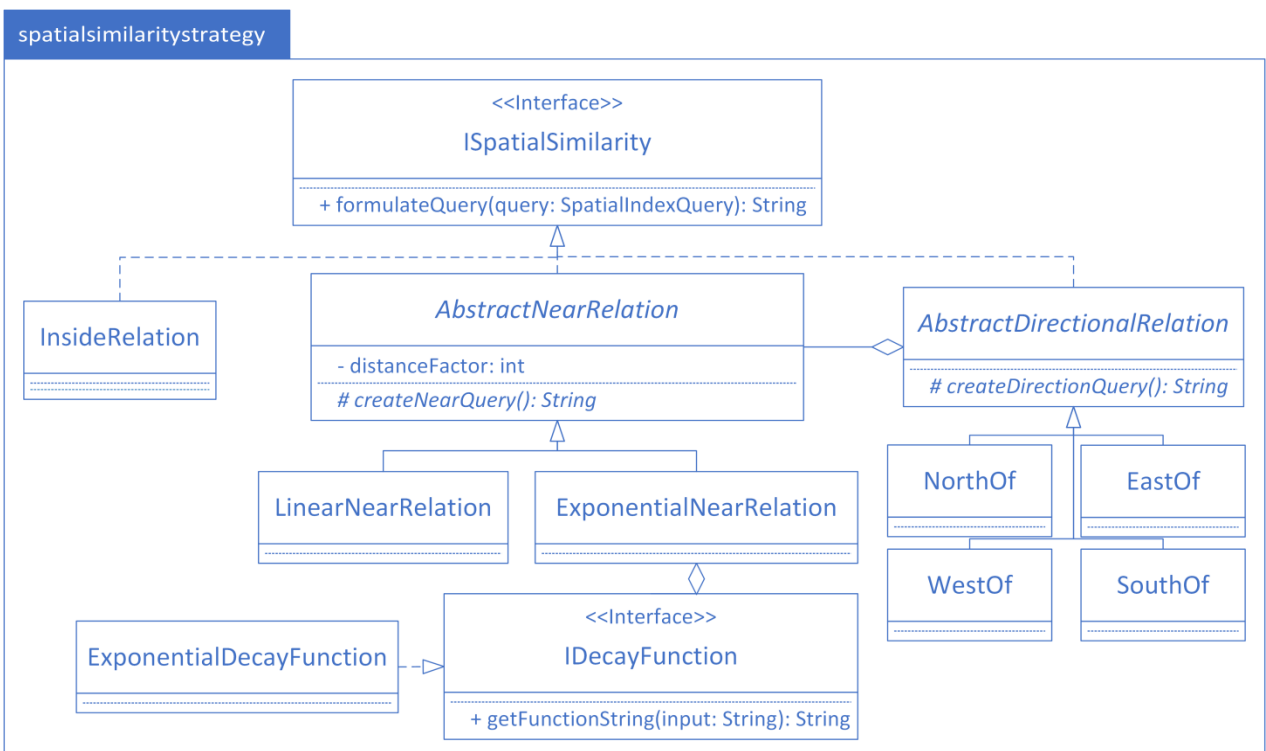 spatialsimilaritystrategy
<<Interface>>
ISpatialSimilarity
+ formulateQuery(query: SpatialIndexQuery): String
InsideRelation
AbstractNearRelation
- distanceFactor: int
# createNearQuery(): String
AbstractDirectionalRelation
# createDirectionQuery(): String
LinearNearRelation
ExponentialNearRelation
NorthOf
EastOf
WestOf
SouthOf
ExponentialDecayFunction
<<Interface>>
IDecayFunction
+ getFunctionString(input: String): String